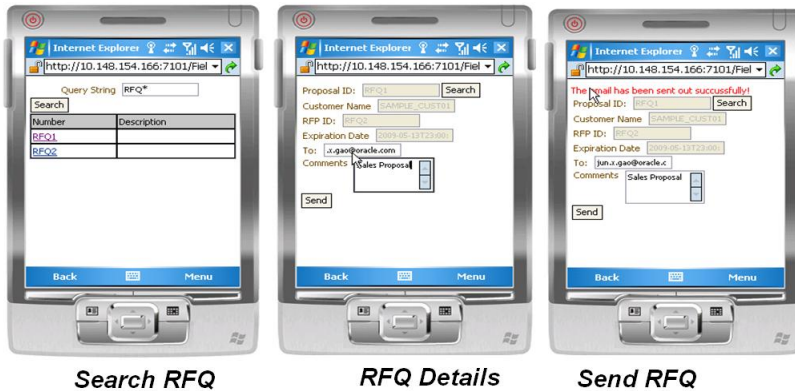 Internet Explorer
http://10.148.154.166:7101/Fiel
Query String RFQ*
Search
Number Description
RFQ1
RFQ2
Back Menu
Search RFQ
Internet Explorer
http://10.148.154.166:7101/Fiel
Proposal ID: RFQ1 Search
Customer Name SAMPLE_CUST01
RFP ID: RFQ2
Expiration Date 2009-05-13T23:00:
To: .x.gao@oracle.com
Comments Sales Proposal
Send
Back Menu
RFQ Details
Internet Explorer
http://10.148.154.166:7101/Fiel
The email has been sent out succussfully!
Proposal ID: RFQ1 Search
Customer Name SAMPLE_CUST01
RFP ID: RFQ2
Expiration Date 2009-05-13T23:00:
To: jun.x.gao@oracle.c
Comments Sales Proposal
Send
Back Menu
Send RFQ